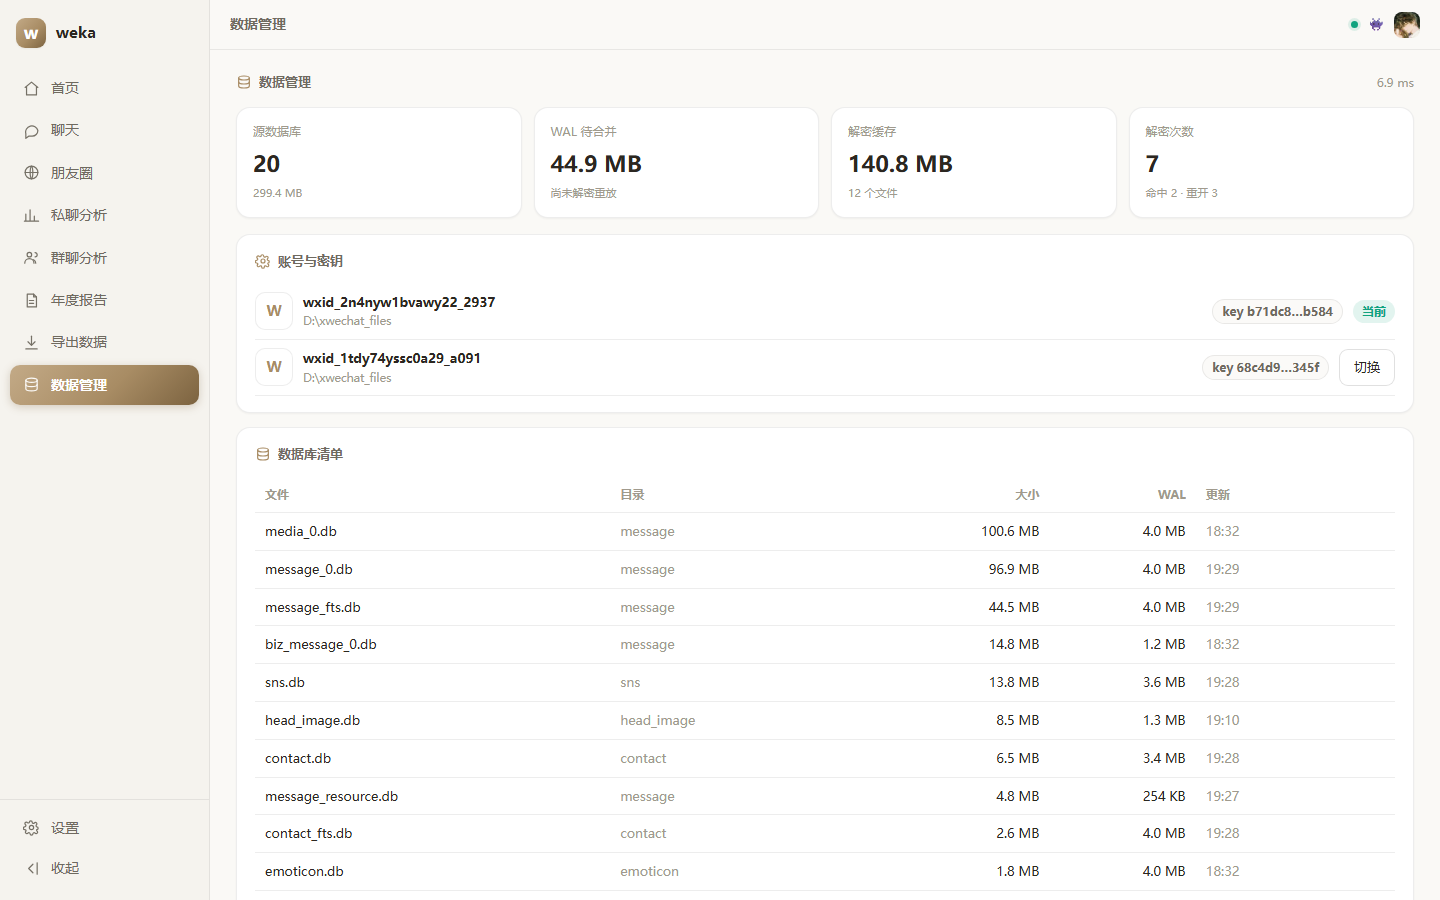 W weka
首页
聊天
朋友圈
私聊分析
群聊分析
年度报告
导出数据
数据管理
设置
收起
数据管理
数据管理 6.9 ms
源数据库
20
299.4 MB
WAL 待合并
44.9 MB
尚未解密重放
解密缓存
140.8 MB
12 个文件
解密次数
7
命中 2 · 重开 3
账号与密钥
W wxid_2n4nyw1bvawy22_2937 key b71dc8...b584 当前
D:\xwechat_files
W wxid_1tdy74yssc0a29_a091 key 68c4d9...345f 切换
D:\xwechat_files
数据库清单
文件 目录 大小 WAL 更新
media_0.db message 100.6 MB 4.0 MB 18:32
message_0.db message 96.9 MB 4.0 MB 19:29
message_fts.db message 44.5 MB 4.0 MB 19:29
biz_message_0.db message 14.8 MB 1.2 MB 18:32
sns.db sns 13.8 MB 3.6 MB 19:28
head_image.db head_image 8.5 MB 1.3 MB 19:10
contact.db contact 6.5 MB 3.4 MB 19:28
message_resource.db message 4.8 MB 254 KB 19:27
contact_fts.db contact 2.6 MB 4.0 MB 19:28
emoticon.db emoticon 1.8 MB 4.0 MB 18:32